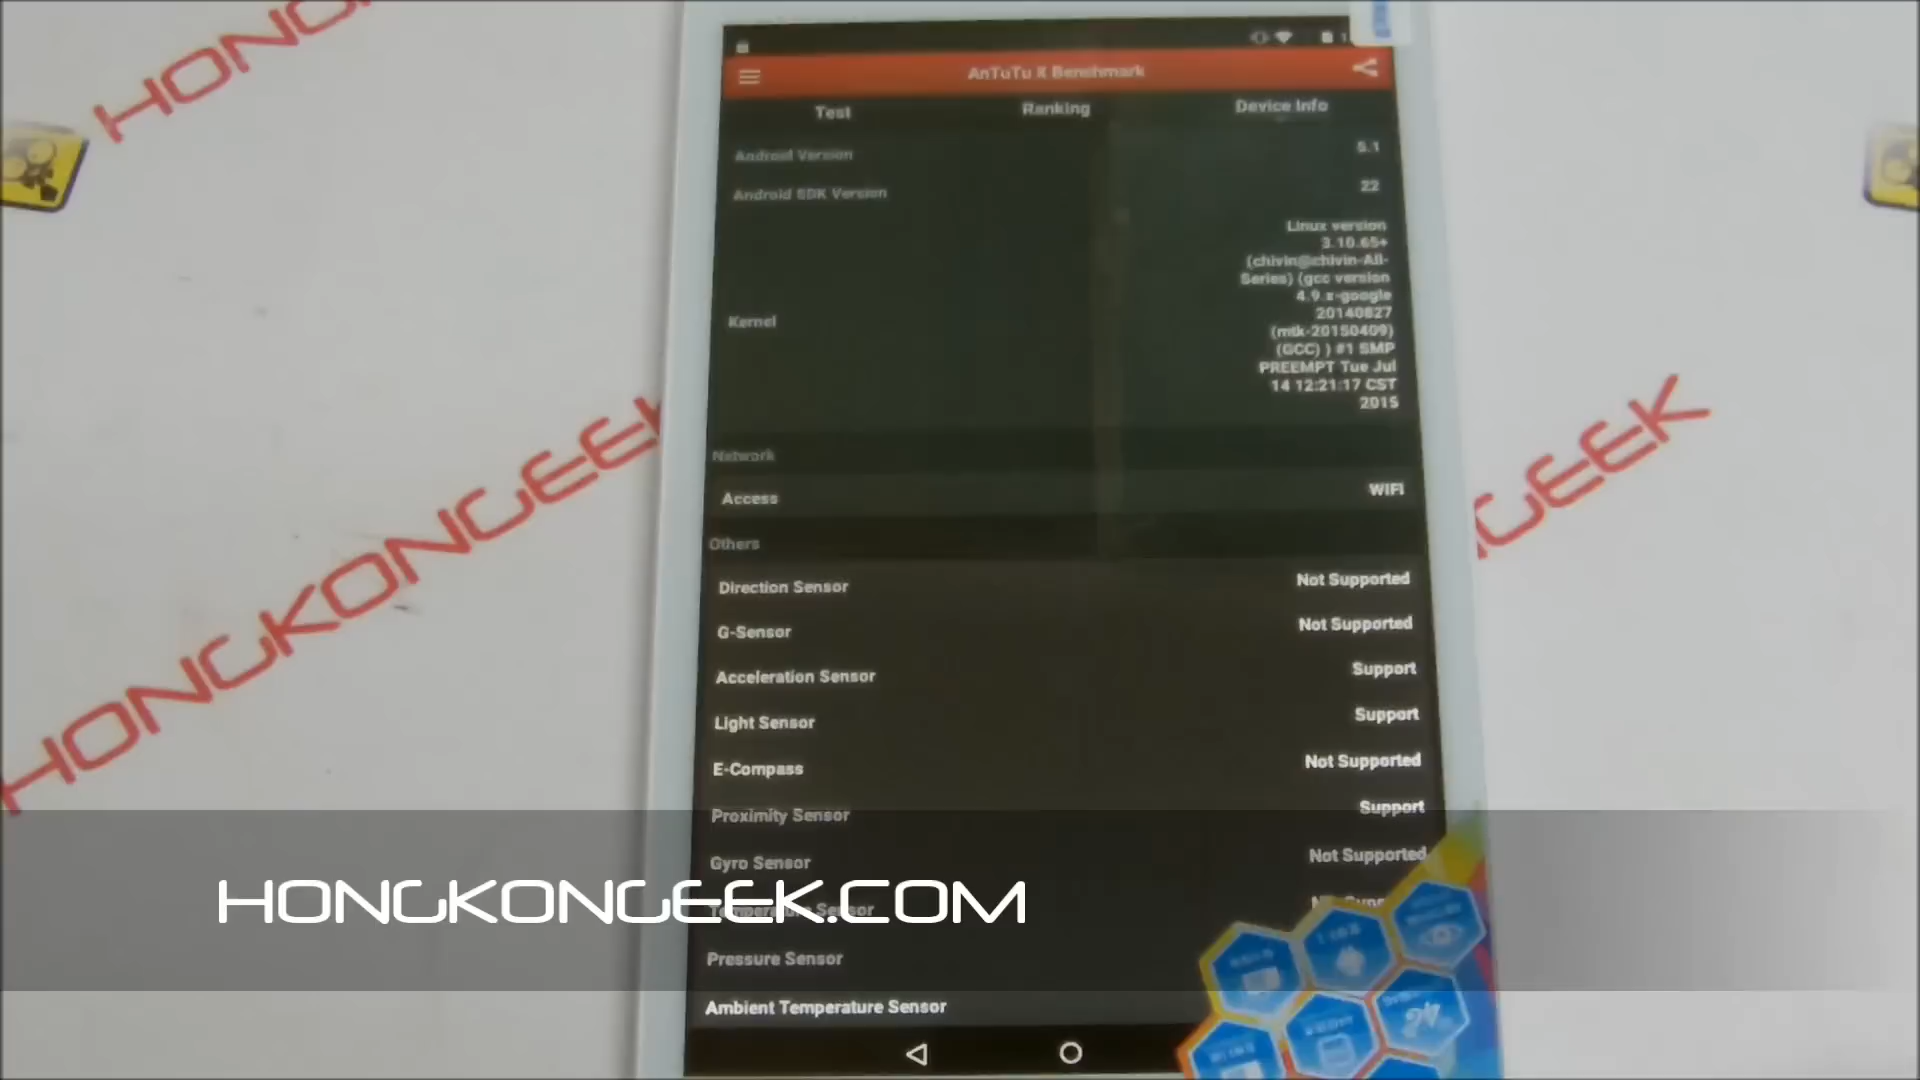 HONGKONGEEK
AnTuTu X Benchmark
Test
Ranking
Device Info
Android Version
5.1
Android SDK Version
22
Kernel
Linux version
3.10.65+
(chivin@chivin-All-
Series) (gcc version
4.9.x-google
20140827
(mtk-20150409)
(GCC) ) #1 SMP
PREEMPT Tue Jul
14 12:21:17 CST
2015
Network
Access
WIFI
Others
Direction Sensor
Not Supported
G-Sensor
Not Supported
Acceleration Sensor
Support
Light Sensor
Support
E-Compass
Not Supported
Proximity Sensor
Support
Gyro Sensor
Not Supported
Temperature Sensor
Pressure Sensor
Ambient Temperature Sensor
HONGKONGEEK.COM
GEEK